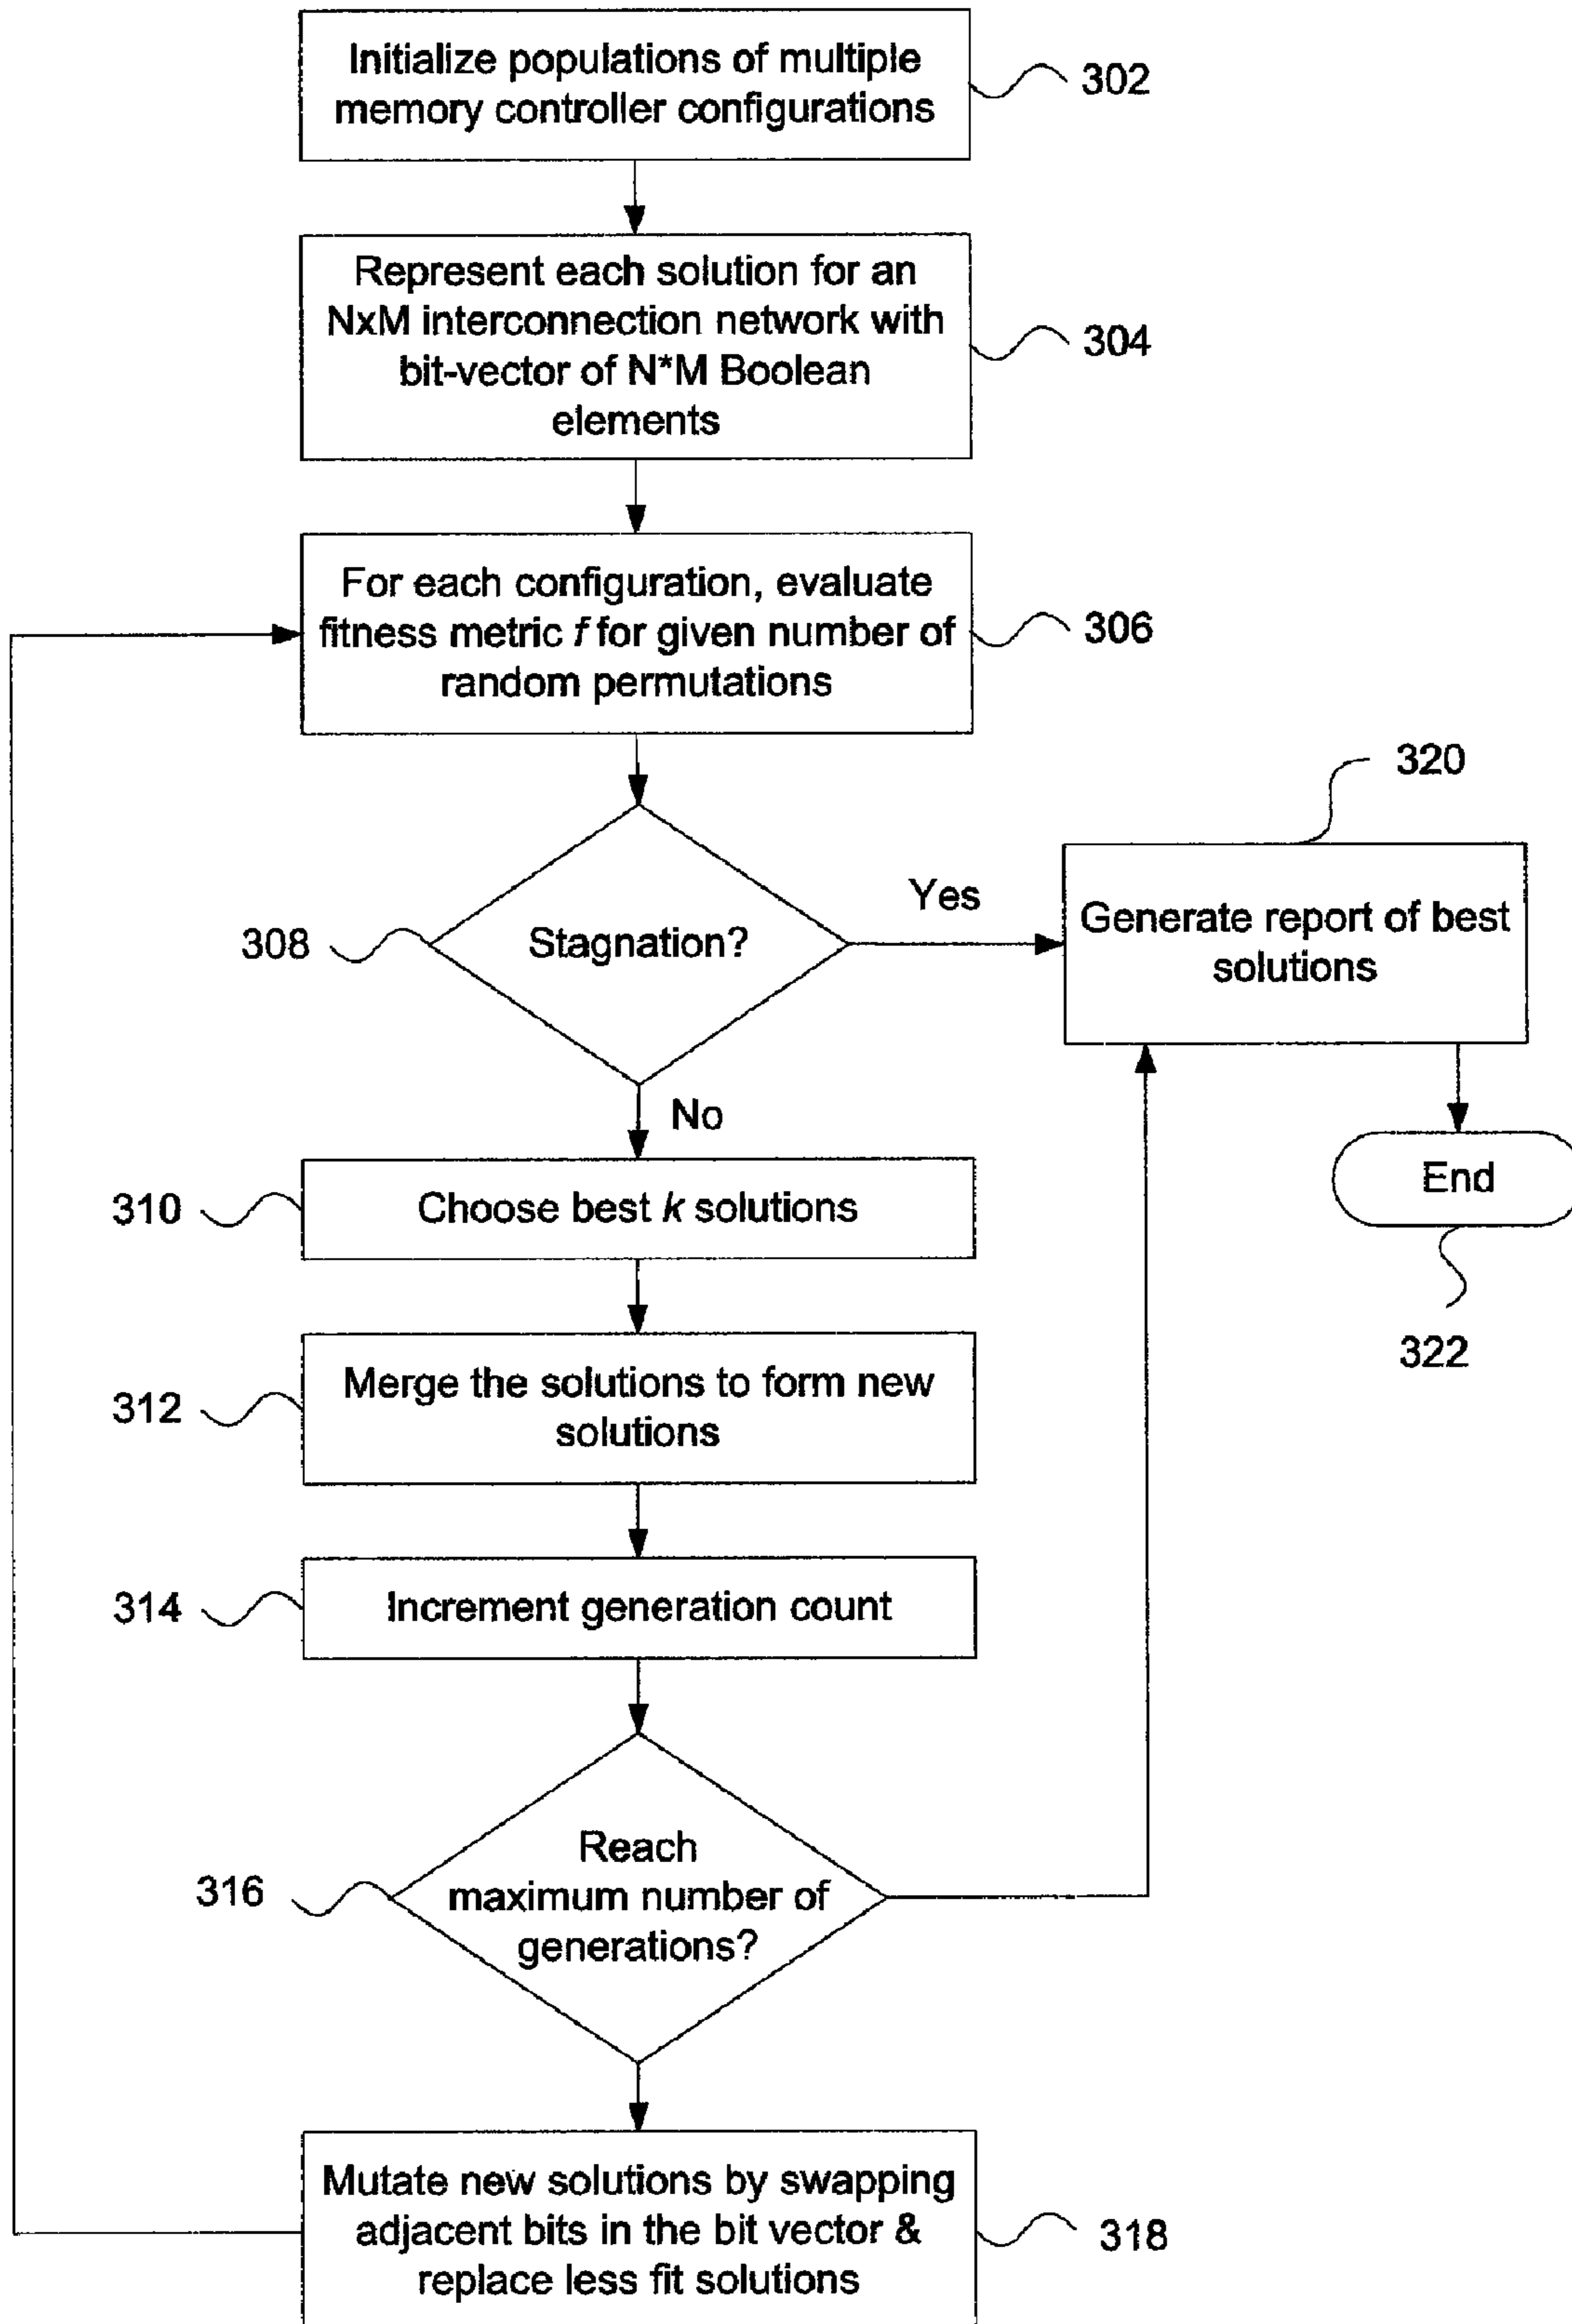 Initialize populations of multiple
memory controller configurations
302
Represent each solution for an
NxM interconnection network with
bit-vector of N*M Boolean
elements
304
For each configuration, evaluate
fitness metric f for given number of
random permutations
306
308
Stagnation?
Yes
No
320
Generate report of best
solutions
End
322
310
Choose best k solutions
312
Merge the solutions to form new
solutions
314
Increment generation count
316
Reach
maximum number of
generations?
Mutate new solutions by swapping
adjacent bits in the bit vector &
replace less fit solutions
318